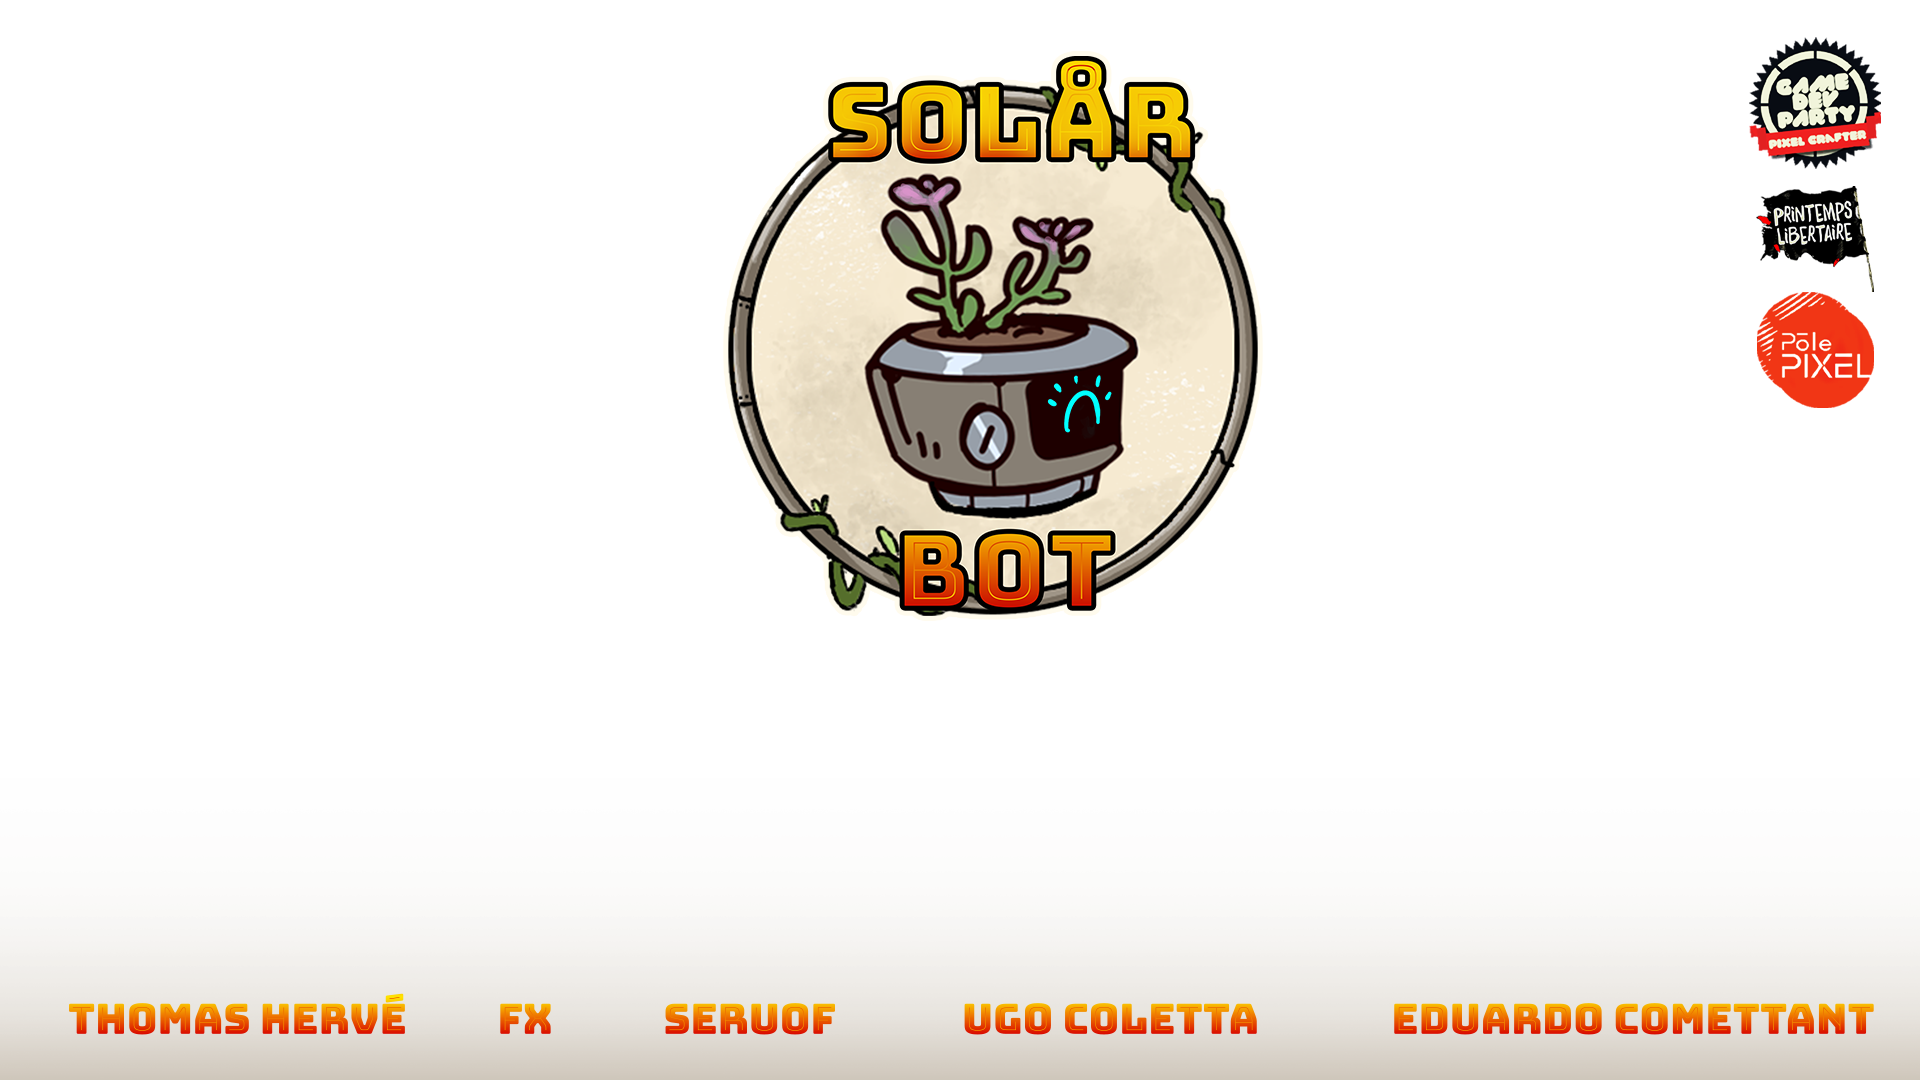 SOLÅR
BOT
GAME
DEV
PARTY
PIXEL CRAFTER
PRINTEMPS
LIBERTAIRE
Pôle
PIXEL
THOMAS HERVÉ FX SERUOF UGO COLETTA EDUARDO COMETTANT